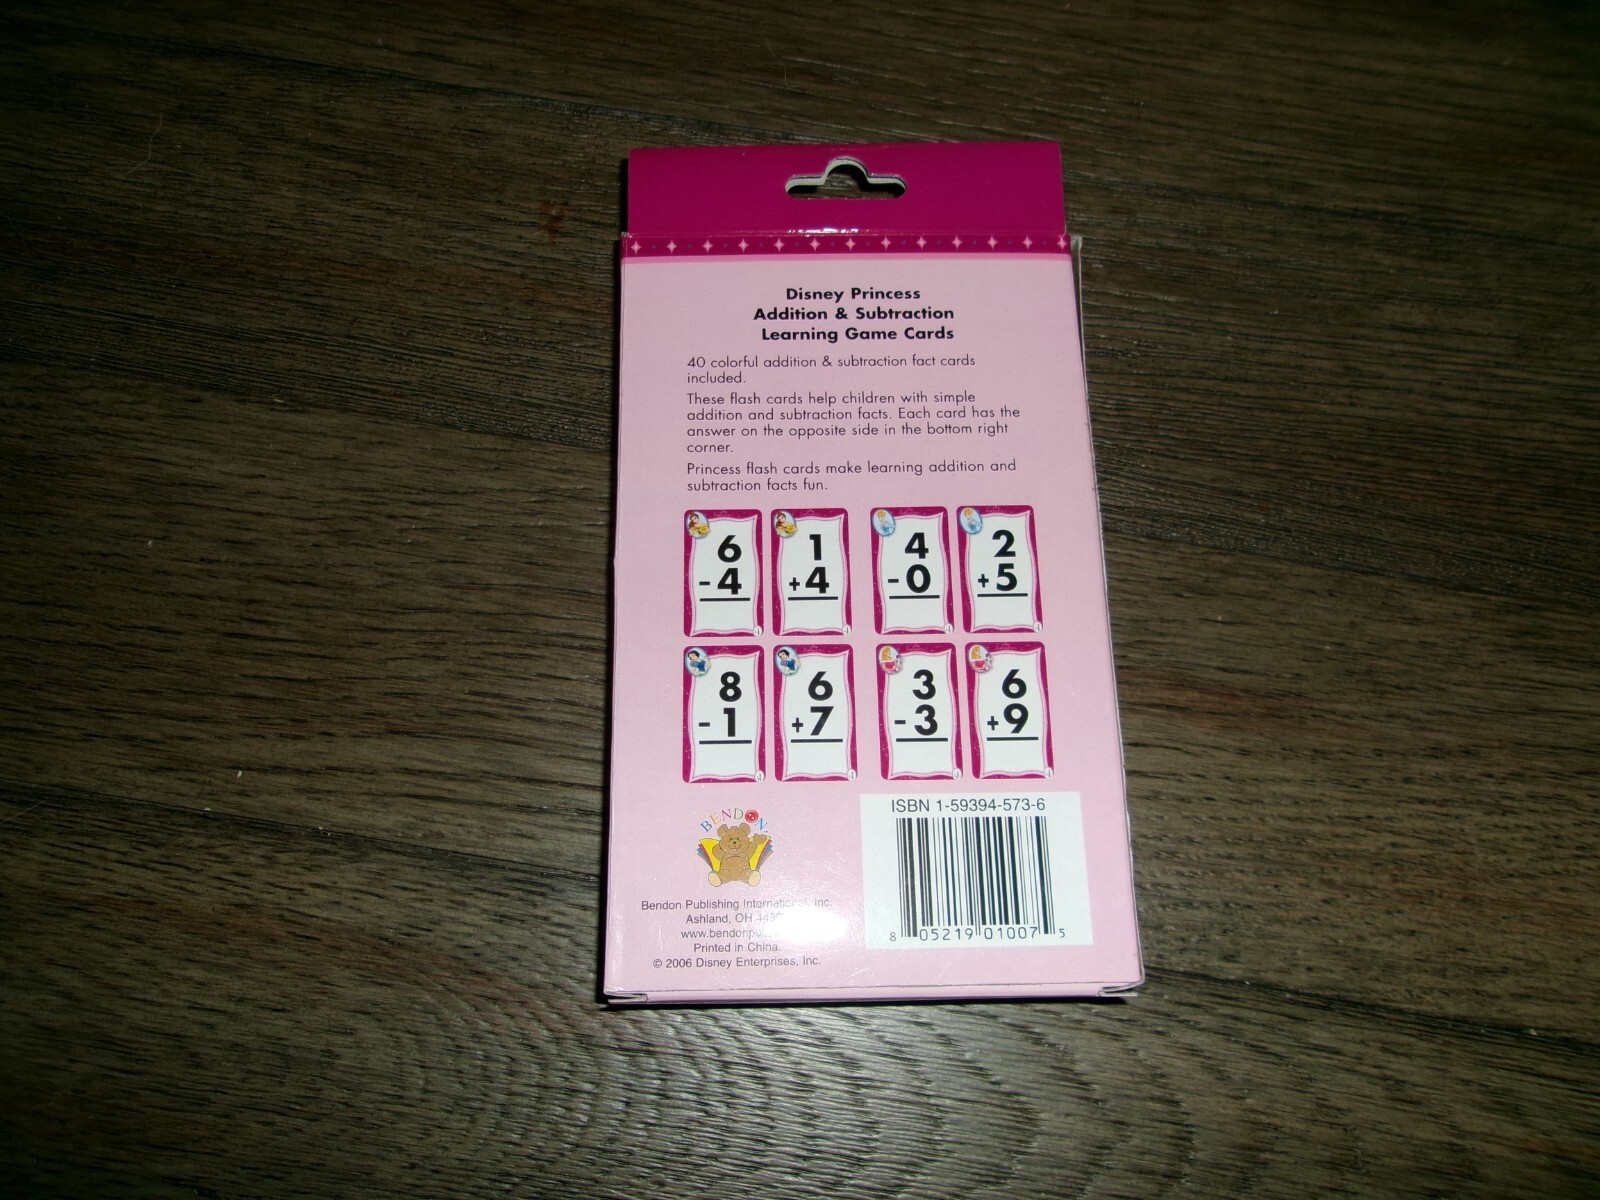 Disney Princess
Addition & Subtraction
Learning Game Cards
40 colorful addition & subtraction fact cards
included.
These flash cards help children with simple
addition and subtraction facts. Each card has the
answer on the opposite side in the bottom right
corner.
Princess flash cards make learning addition and
subtraction facts fun.
6 1 4 2
-4 +4 -0 +5
8 6 3 6
-1 +7 -3 +9
BENDON
ISBN 1-59394-573-6
8 05219 01007 5
Bendon Publishing International, Inc.
Ashland, OH
Printed in China.
© 2006 Disney Enterprises, Inc.